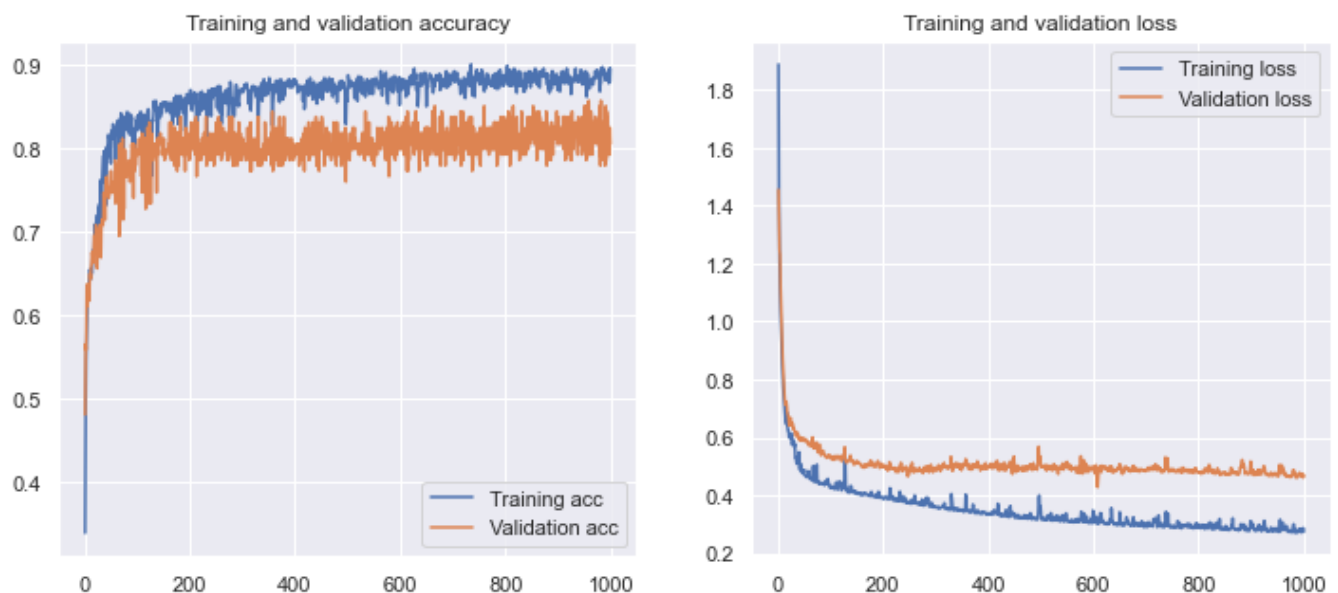 Training and validation accuracy
0.9
0.8
0.7
0.6
0.5
0.4
Training acc
Validation acc
0 200 400 600 800 1000
Training and validation loss
1.8
1.6
1.4
1.2
1.0
0.8
0.6
0.4
0.2
Training loss
Validation loss
0 200 400 600 800 1000